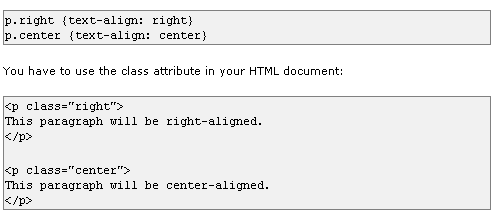 p.right {text-align: right}
p.center {text-align: center}
You have to use the class attribute in your HTML document:
<p class="right">
This paragraph will be right-aligned.
</p>
<p class="center">
This paragraph will be center-aligned.
</p>